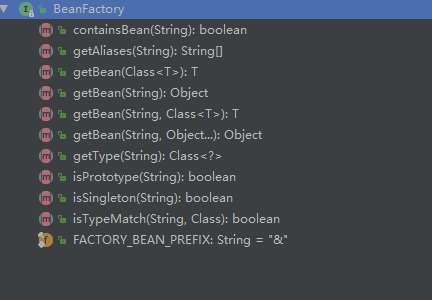 BeanFactory
containsBean(String): boolean
getAliases(String): String[]
getBean(Class<T>): T
getBean(String): Object
getBean(String, Class<T>): T
getBean(String, Object...): Object
getType(String): Class<?>
isPrototype(String): boolean
isSingleton(String): boolean
isTypeMatch(String, Class): boolean
FACTORY_BEAN_PREFIX: String = "&"